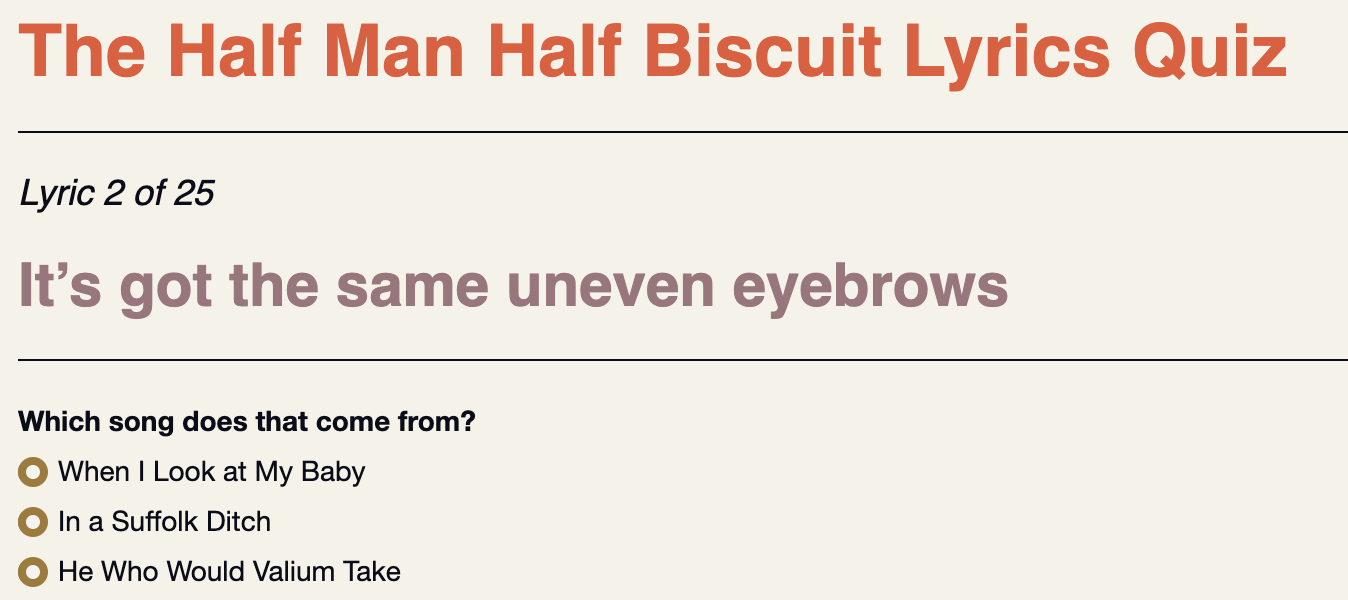 The Half Man Half Biscuit Lyrics Quiz
Lyric 2 of 25
It’s got the same uneven eyebrows
Which song does that come from?
When I Look at My Baby
In a Suffolk Ditch
He Who Would Valium Take